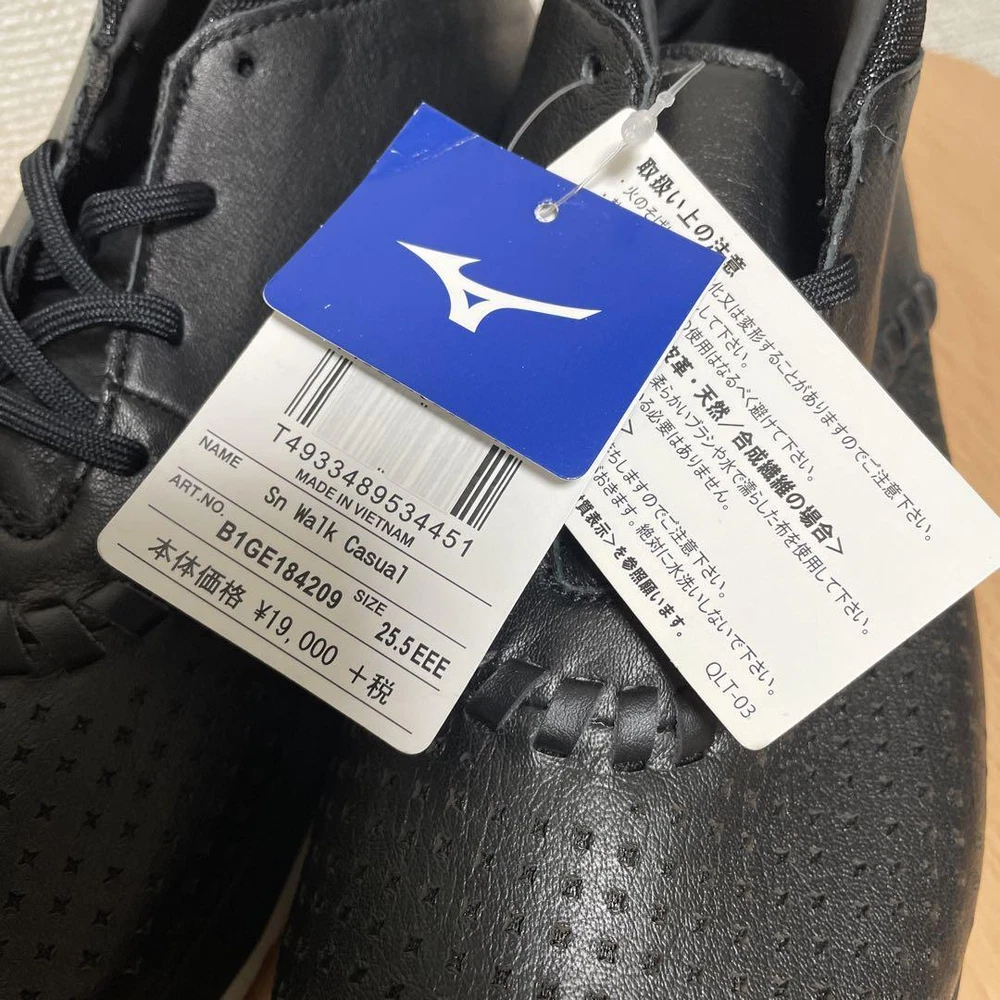 T4933489534451
MADE IN VIETNAM
NAME Sn Walk Casual
ART.NO. B1GE184209 SIZE 25.5EEE
本体価格 ¥19,000 +税
取扱い上の注意
・火のそば
化又は変形することがありますのでご注意下さい。
して下さい。
使用はなるべく避けて下さい。
皮革・天然/合成繊維の場合>
柔らかいブラシや水で濡らした布を使用して下さい。
る必要はありません。
>
ちしますのでご注意下さい。
おきます。絶対に水洗いしないで下さい。
質表示>を参照願います。
QLT-03